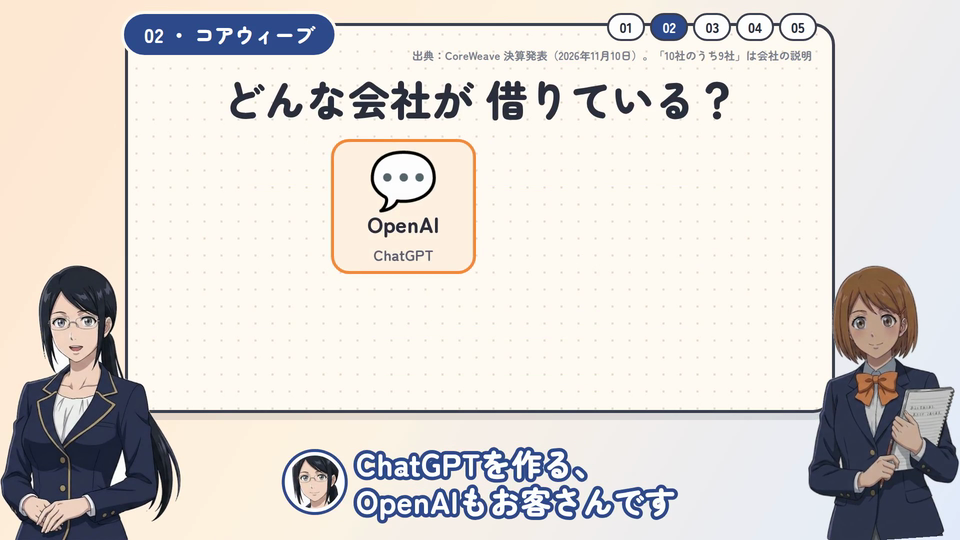 02 ・ コアウィーブ
01 02 03 04 05
出典：CoreWeave 決算発表（2026年11月10日）。「10社のうち9社」は会社の説明
どんな会社が 借りている？
OpenAI
ChatGPT
ChatGPTを作る、
OpenAIもお客さんです